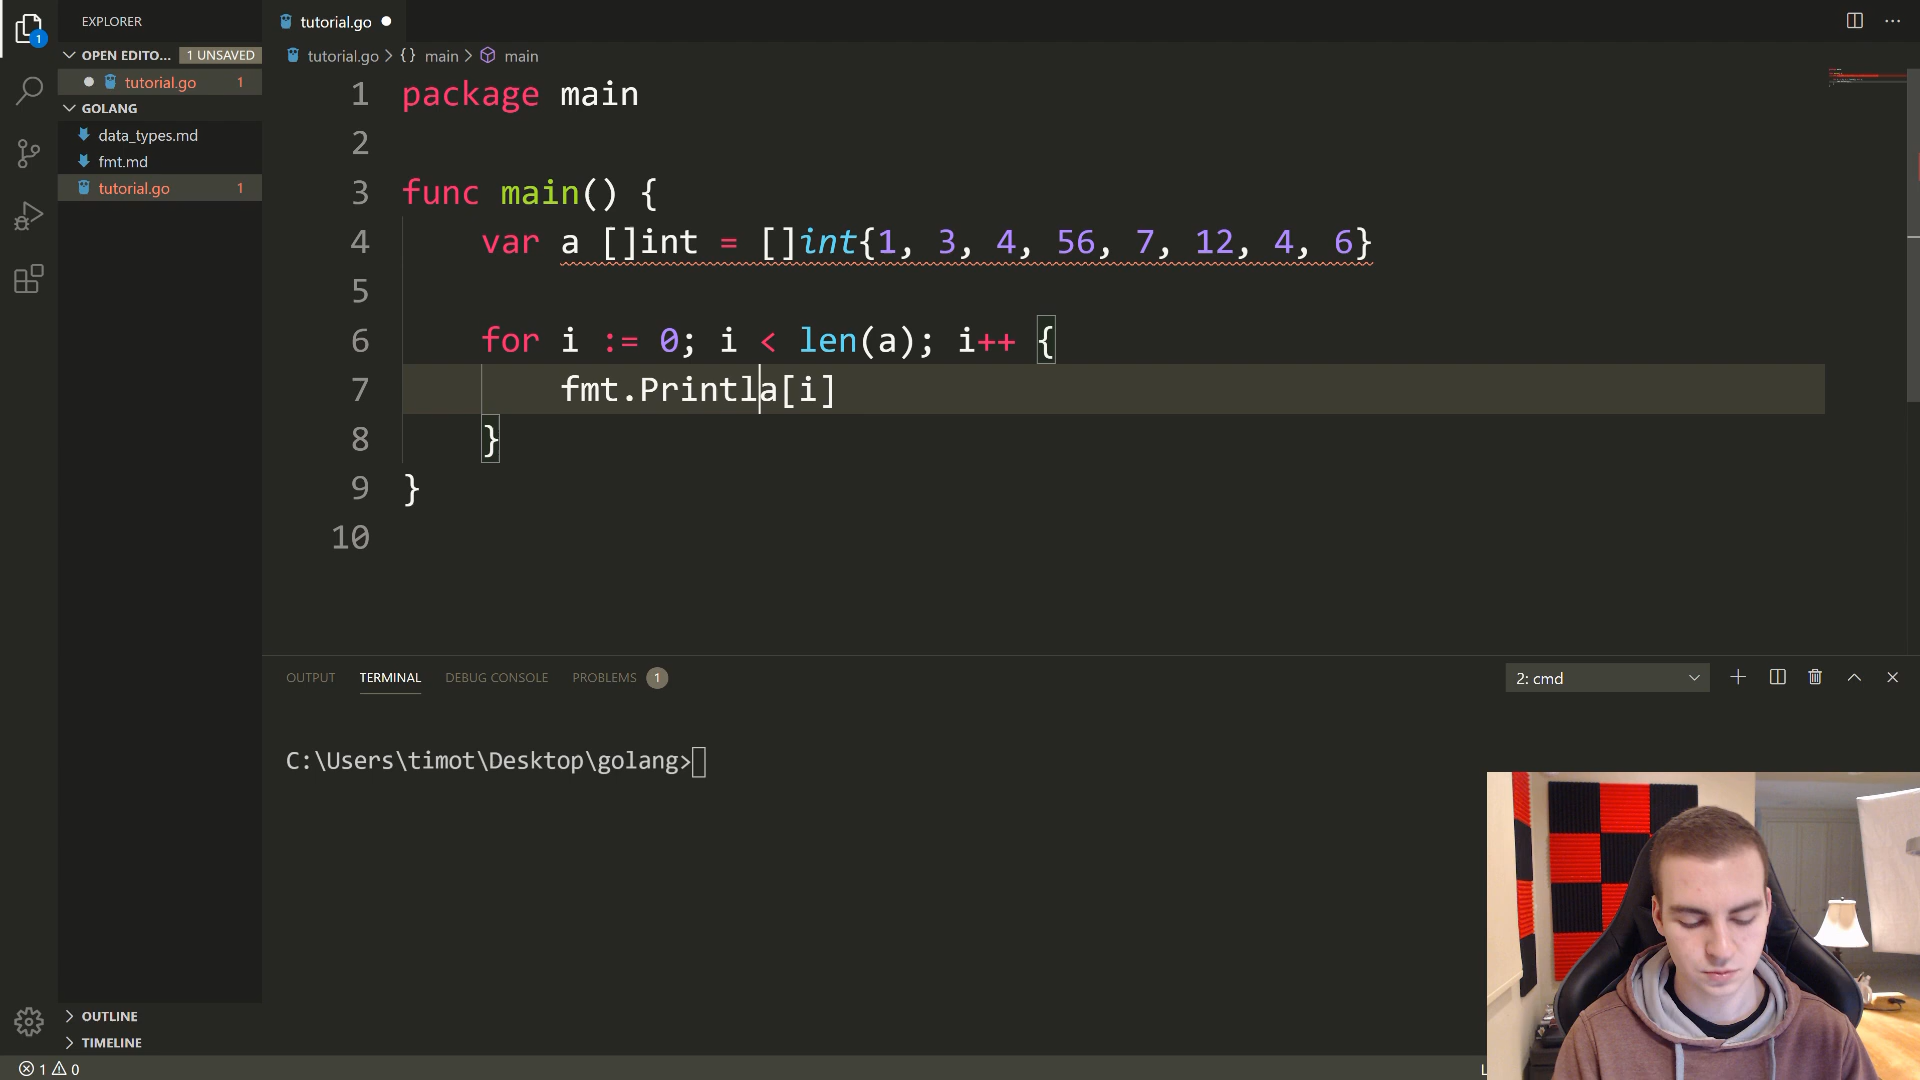 EXPLORER
tutorial.go
1
OPEN EDITO... 1 UNSAVED
tutorial.go > {} main > main
tutorial.go 1
GOLANG
data_types.md
fmt.md
tutorial.go 1
1 package main
2
3 func main() {
4 var a []int = []int{1, 3, 4, 56, 7, 12, 4, 6}
5
6 for i := 0; i < len(a); i++ {
7 fmt.Printla[i]
8 }
9 }
10
OUTPUT TERMINAL DEBUG CONSOLE PROBLEMS 1
2: cmd
C:\Users\timot\Desktop\golang>
OUTLINE
TIMELINE
1 0